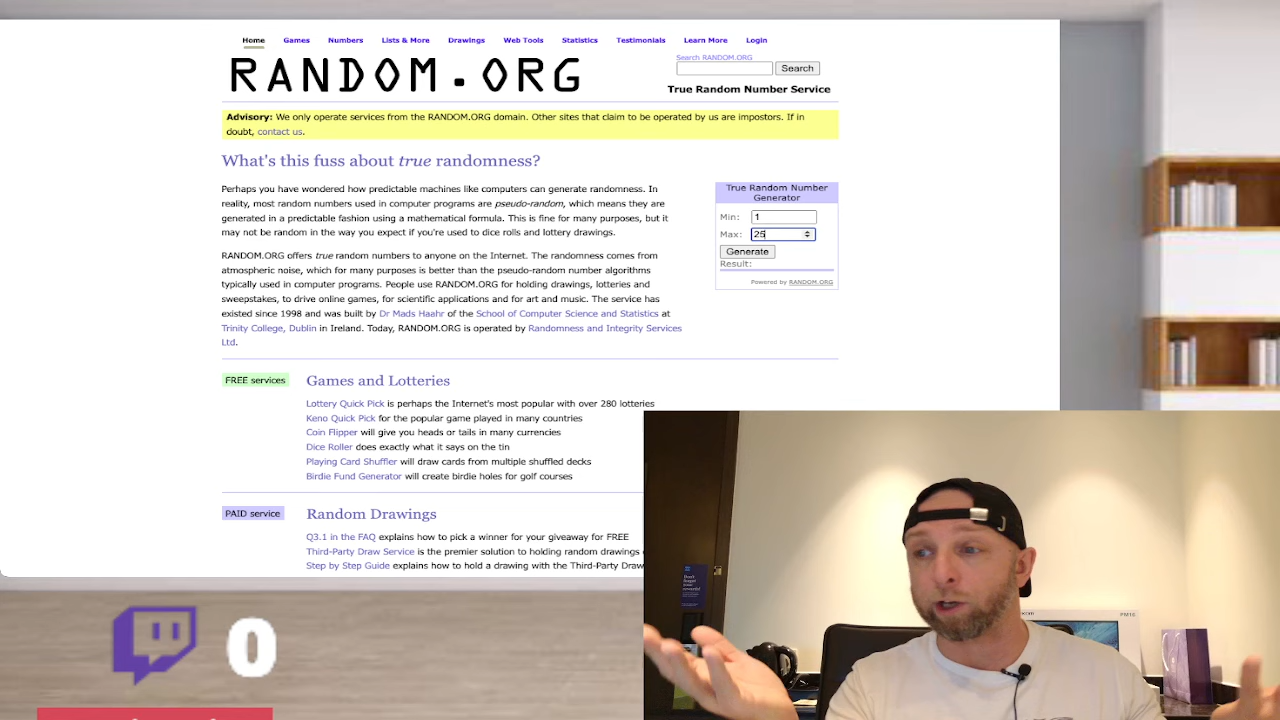 Home Games Numbers Lists & More Drawings Web Tools Statistics Testimonials Learn More Login
Search RANDOM.ORG
Search
RANDOM.ORG
True Random Number Service
Advisory: We only operate services from the RANDOM.ORG domain. Other sites that claim to be operated by us are impostors. If in
doubt, contact us.
What's this fuss about true randomness?
Perhaps you have wondered how predictable machines like computers can generate randomness. In
reality, most random numbers used in computer programs are pseudo-random, which means they are
generated in a predictable fashion using a mathematical formula. This is fine for many purposes, but it
may not be random in the way you expect if you're used to dice rolls and lottery drawings.
RANDOM.ORG offers true random numbers to anyone on the Internet. The randomness comes from
atmospheric noise, which for many purposes is better than the pseudo-random number algorithms
typically used in computer programs. People use RANDOM.ORG for holding drawings, lotteries and
sweepstakes, to drive online games, for scientific applications and for art and music. The service has
existed since 1998 and was built by Dr Mads Haahr of the School of Computer Science and Statistics at
Trinity College, Dublin in Ireland. Today, RANDOM.ORG is operated by Randomness and Integrity Services
Ltd.
True Random Number
Generator
Min: 1
Max: 25
Generate
Result:
Powered by RANDOM.ORG
FREE services
Games and Lotteries
Lottery Quick Pick is perhaps the Internet's most popular with over 280 lotteries
Keno Quick Pick for the popular game played in many countries
Coin Flipper will give you heads or tails in many currencies
Dice Roller does exactly what it says on the tin
Playing Card Shuffler will draw cards from multiple shuffled decks
Birdie Fund Generator will create birdie holes for golf courses
PAID service
Random Drawings
Q3.1 in the FAQ explains how to pick a winner for your giveaway for FREE
Third-Party Draw Service is the premier solution to holding random drawings
Step by Step Guide explains how to hold a drawing with the Third-Party Draw
0
Don't
forget
PM16